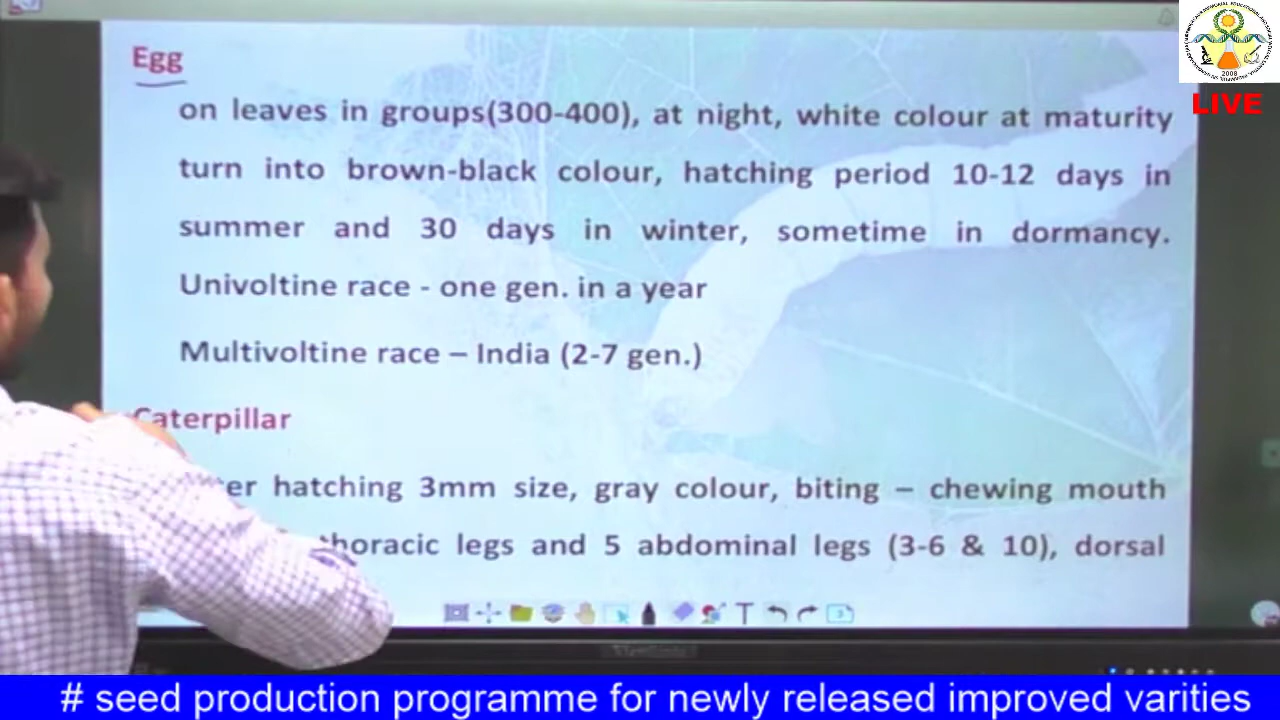 Egg
on leaves in groups(300-400), at night, white colour at maturity
turn into brown-black colour, hatching period 10-12 days in
summer and 30 days in winter, sometime in dormancy.
Univoltine race - one gen. in a year
Multivoltine race – India (2-7 gen.)
Caterpillar
er hatching 3mm size, gray colour, biting – chewing mouth
thoracic legs and 5 abdominal legs (3-6 & 10), dorsal
LIVE
2008
# seed production programme for newly released improved varities